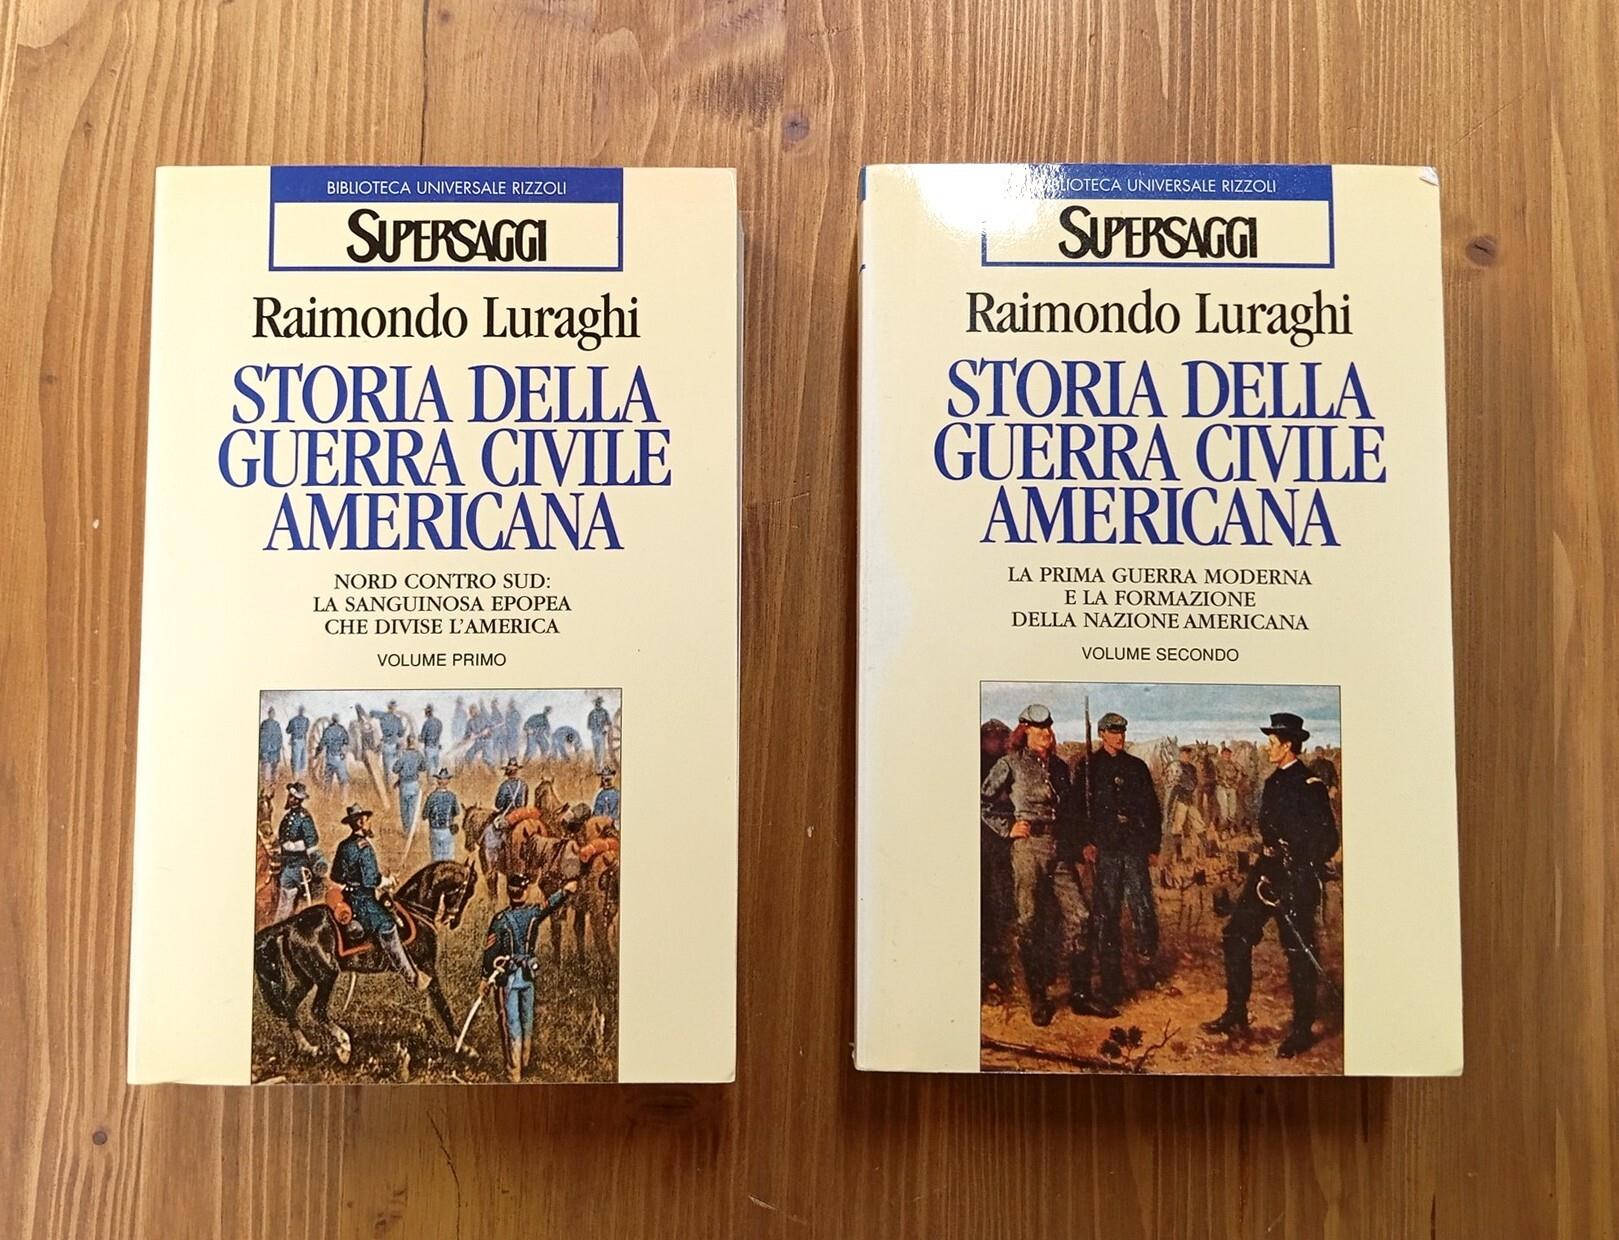 BIBLIOTECA UNIVERSALE RIZZOLI
SUPERSAGGI
Raimondo Luraghi
STORIA DELLA
GUERRA CIVILE
AMERICANA
NORD CONTRO SUD:
LA SANGUINOSA EPOPEA
CHE DIVISE L'AMERICA
VOLUME PRIMO
BIBLIOTECA UNIVERSALE RIZZOLI
SUPERSAGGI
Raimondo Luraghi
STORIA DELLA
GUERRA CIVILE
AMERICANA
LA PRIMA GUERRA MODERNA
E LA FORMAZIONE
DELLA NAZIONE AMERICANA
VOLUME SECONDO